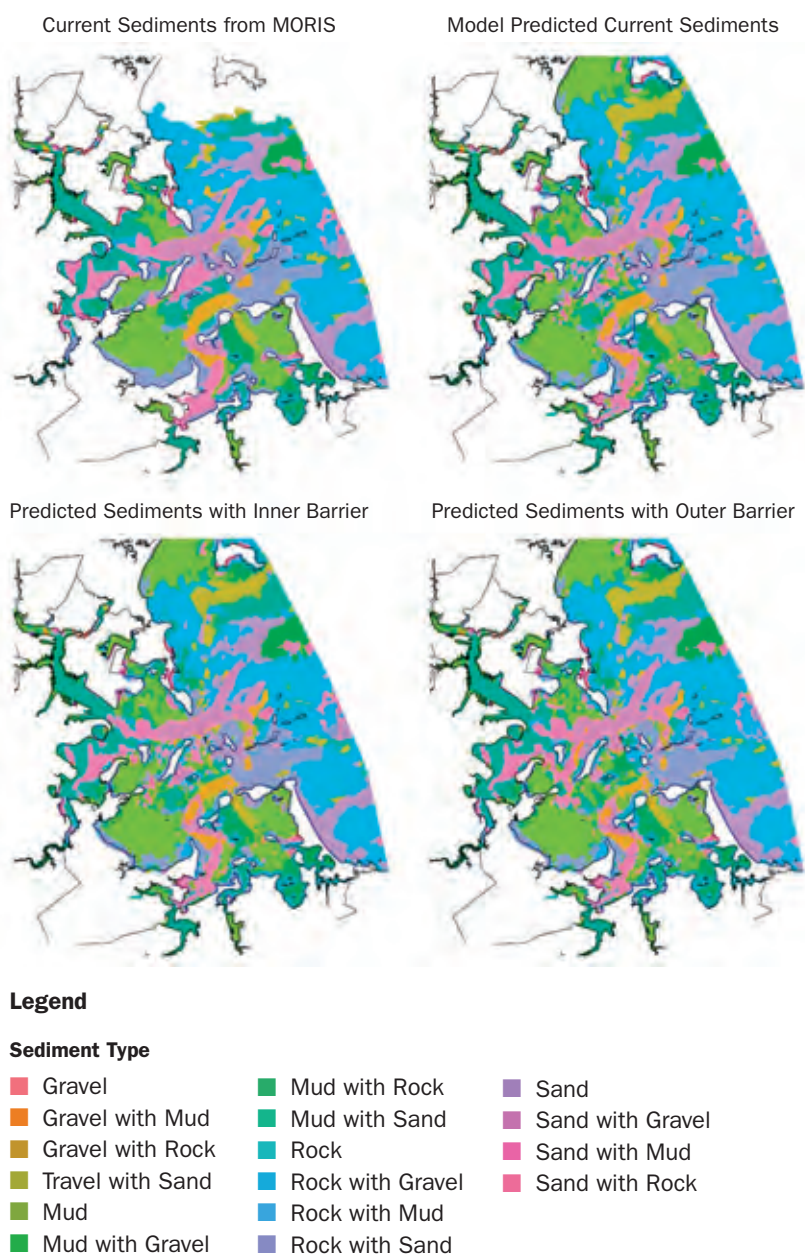 Current Sediments from MORIS
Model Predicted Current Sediments
Predicted Sediments with Inner Barrier
Predicted Sediments with Outer Barrier
Legend
Sediment Type
Gravel
Gravel with Mud
Gravel with Rock
Travel with Sand
Mud
Mud with Gravel
Mud with Rock
Mud with Sand
Rock
Rock with Gravel
Rock with Mud
Rock with Sand
Sand
Sand with Gravel
Sand with Mud
Sand with Rock